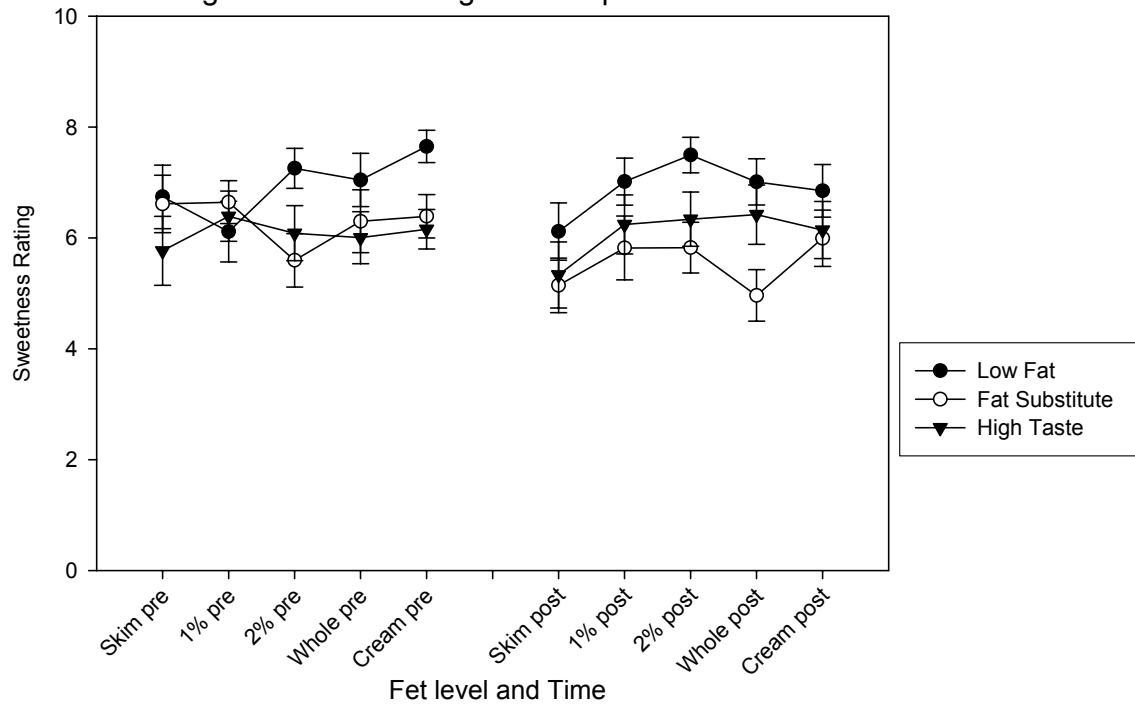 10
8
6
4
2
0
Sweetness Rating
Skim pre
1% pre
2% pre
Whole pre
Cream pre
Skim post
1% post
2% post
Whole post
Cream post
Fet level and Time
Low Fat
Fat Substitute
High Taste